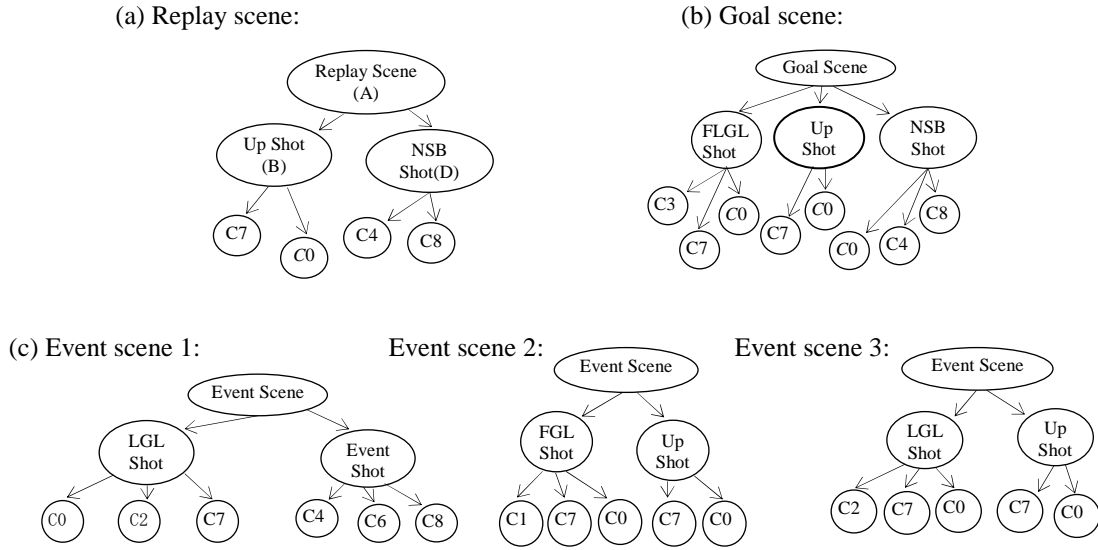 (a) Replay scene:
Replay Scene
(A)
Up Shot
(B)
NSB
Shot(D)
C7
C0
C4
C8
(b) Goal scene:
Goal Scene
FLGL
Shot
Up
Shot
NSB
Shot
C3
C7
C0
C7
C0
C0
C4
C8
(c) Event scene 1:
Event Scene
LGL
Shot
Event
Shot
C0
C2
C7
C4
C6
C8
Event scene 2:
Event Scene
FGL
Shot
Up
Shot
C1
C7
C0
C7
C0
Event scene 3:
Event Scene
LGL
Shot
Up
Shot
C2
C7
C0
C7
C0